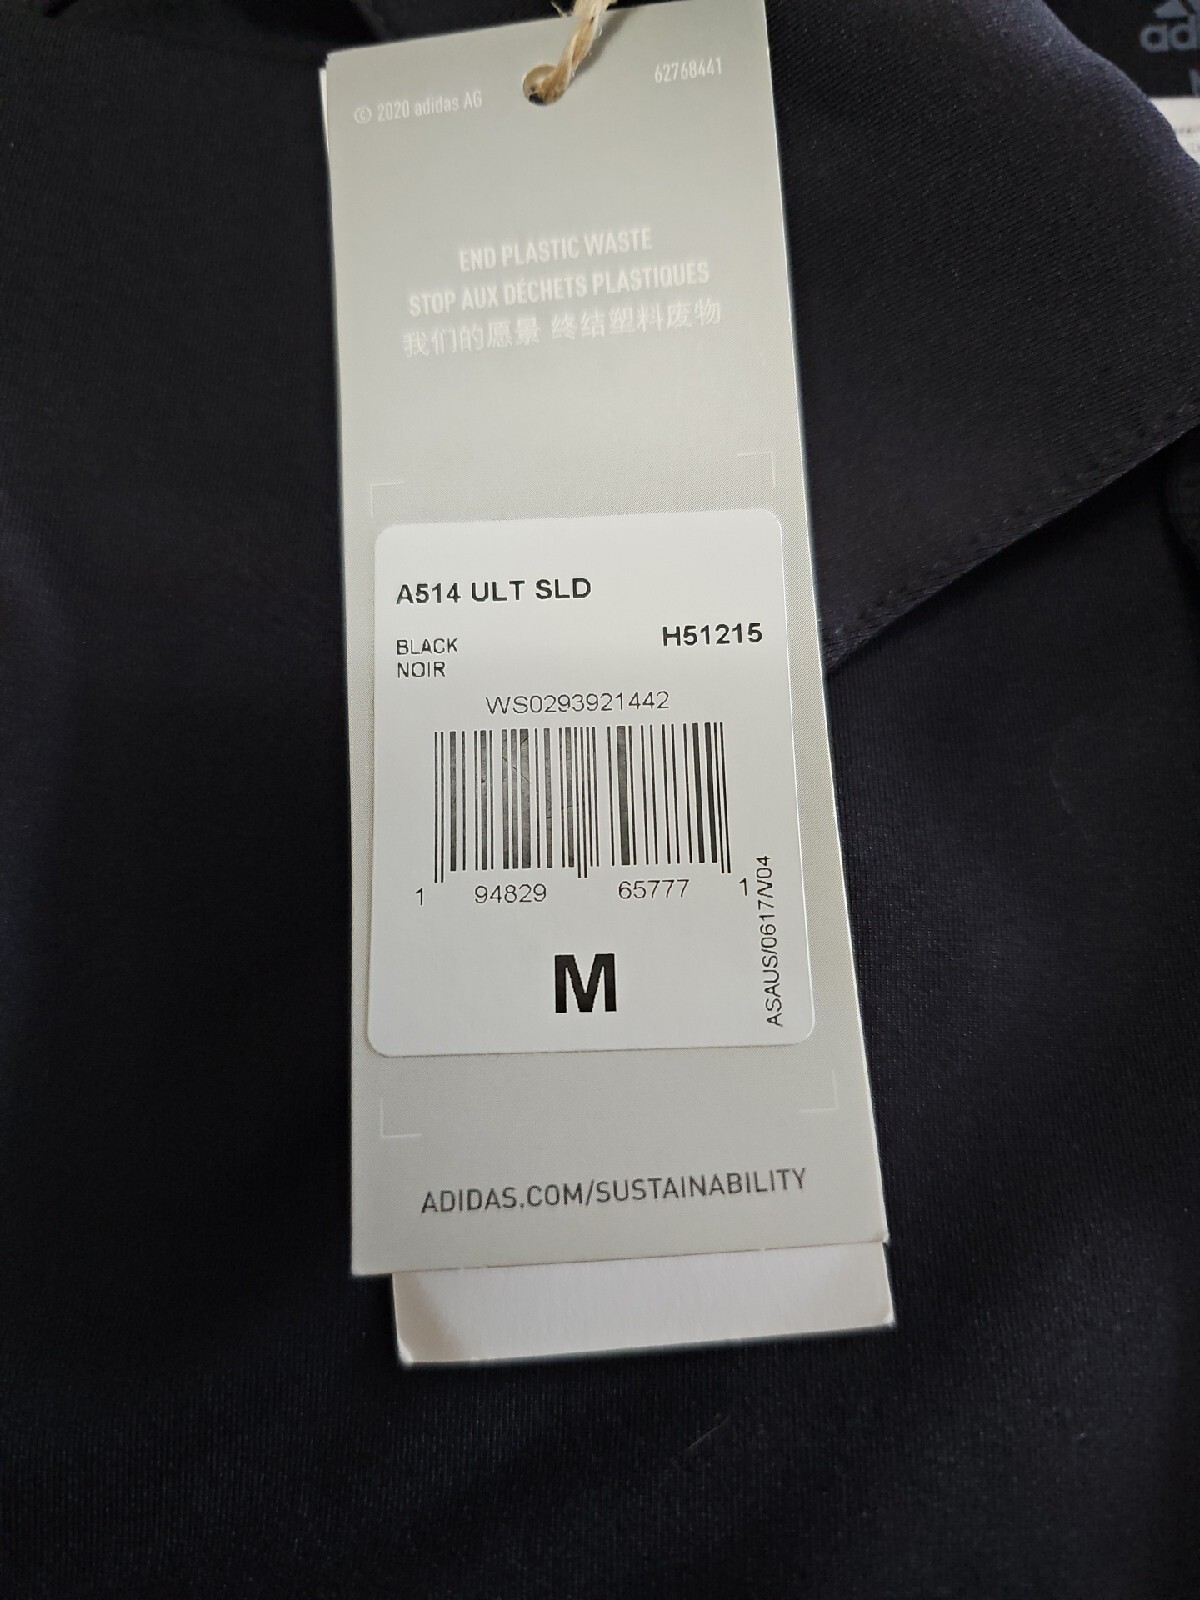 © 2020 adidas AG
62768441
END PLASTIC WASTE
STOP AUX DÉCHETS PLASTIQUES
我们的愿景 终结塑料废物
A514 ULT SLD
BLACK
NOIR
H51215
WS0293921442
1 94829 65777 1
ASAUS/0617/V04
M
ADIDAS.COM/SUSTAINABILITY